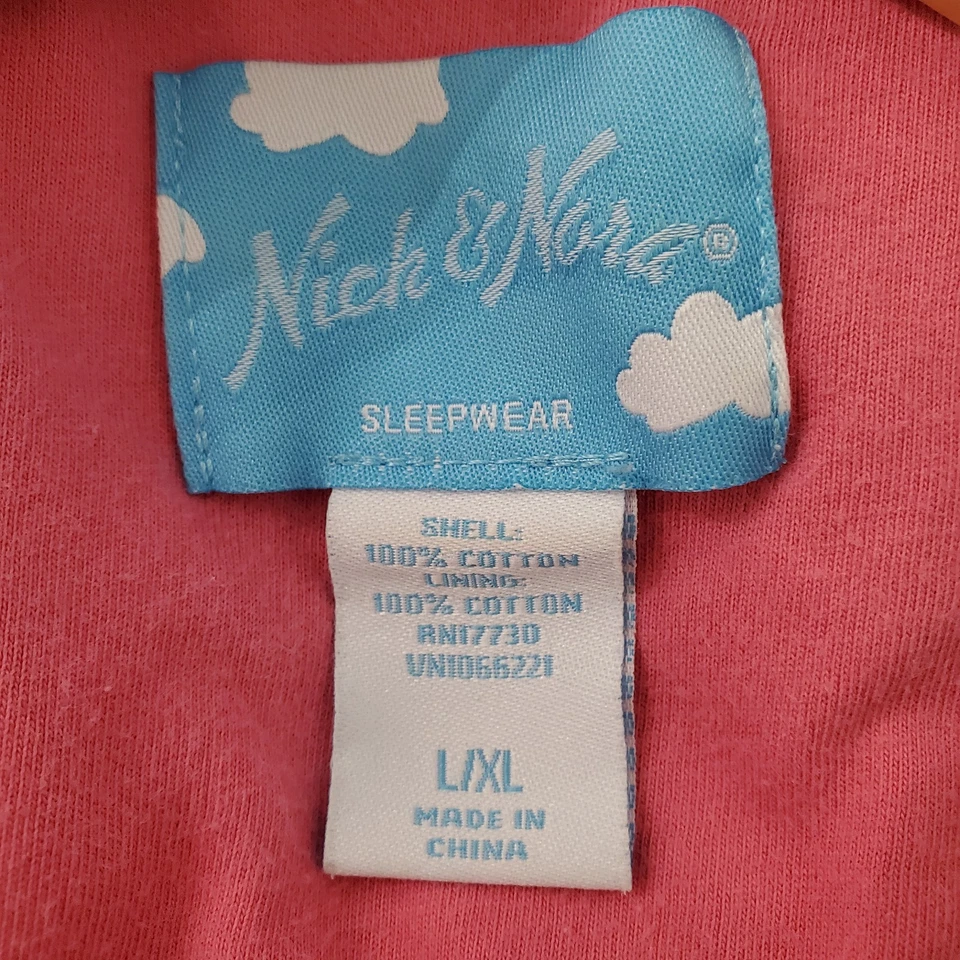 Nick & Nora ®
SLEEPWEAR
SHELL:
100% COTTON
LINING:
100% COTTON
RN17730
VN1066221
L/XL
MADE IN
CHINA